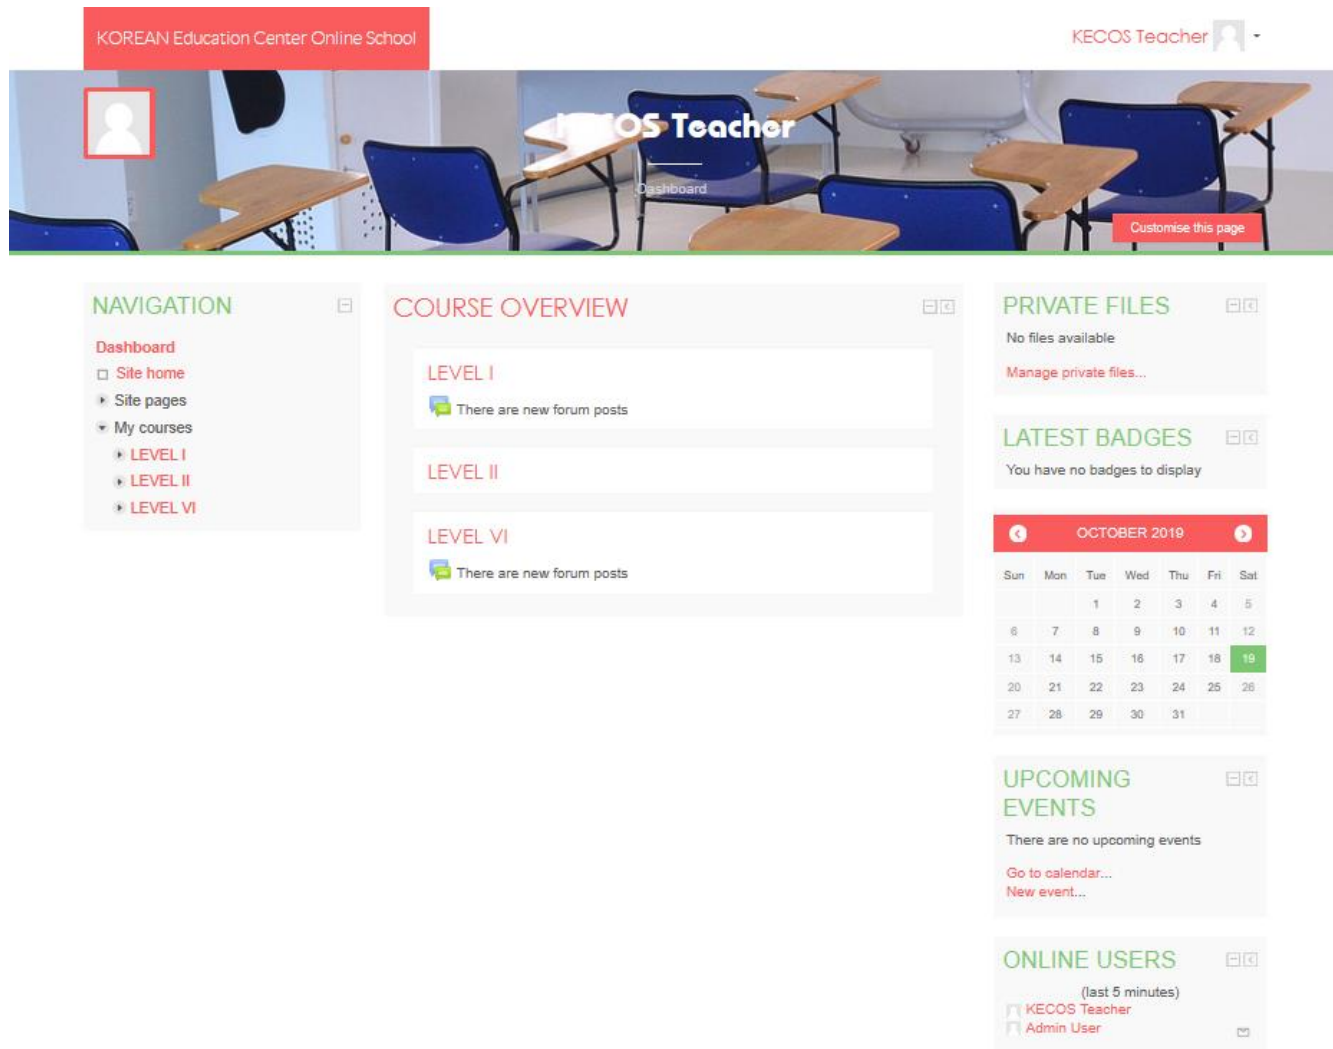 KOREAN Education Center Online School
KECOS Teacher
KECOS Teacher
Dashboard
Customise this page
NAVIGATION
Dashboard
Site home
Site pages
My courses
LEVEL I
LEVEL II
LEVEL VI
COURSE OVERVIEW
LEVEL I
There are new forum posts
LEVEL II
LEVEL VI
There are new forum posts
PRIVATE FILES
No files available
Manage private files...
LATEST BADGES
You have no badges to display
OCTOBER 2019
Sun Mon Tue Wed Thu Fri Sat
1 2 3 4 5
6 7 8 9 10 11 12
13 14 15 16 17 18 19
20 21 22 23 24 25 26
27 28 29 30 31
UPCOMING
EVENTS
There are no upcoming events
Go to calendar...
New event...
ONLINE USERS
(last 5 minutes)
KECOS Teacher
Admin User